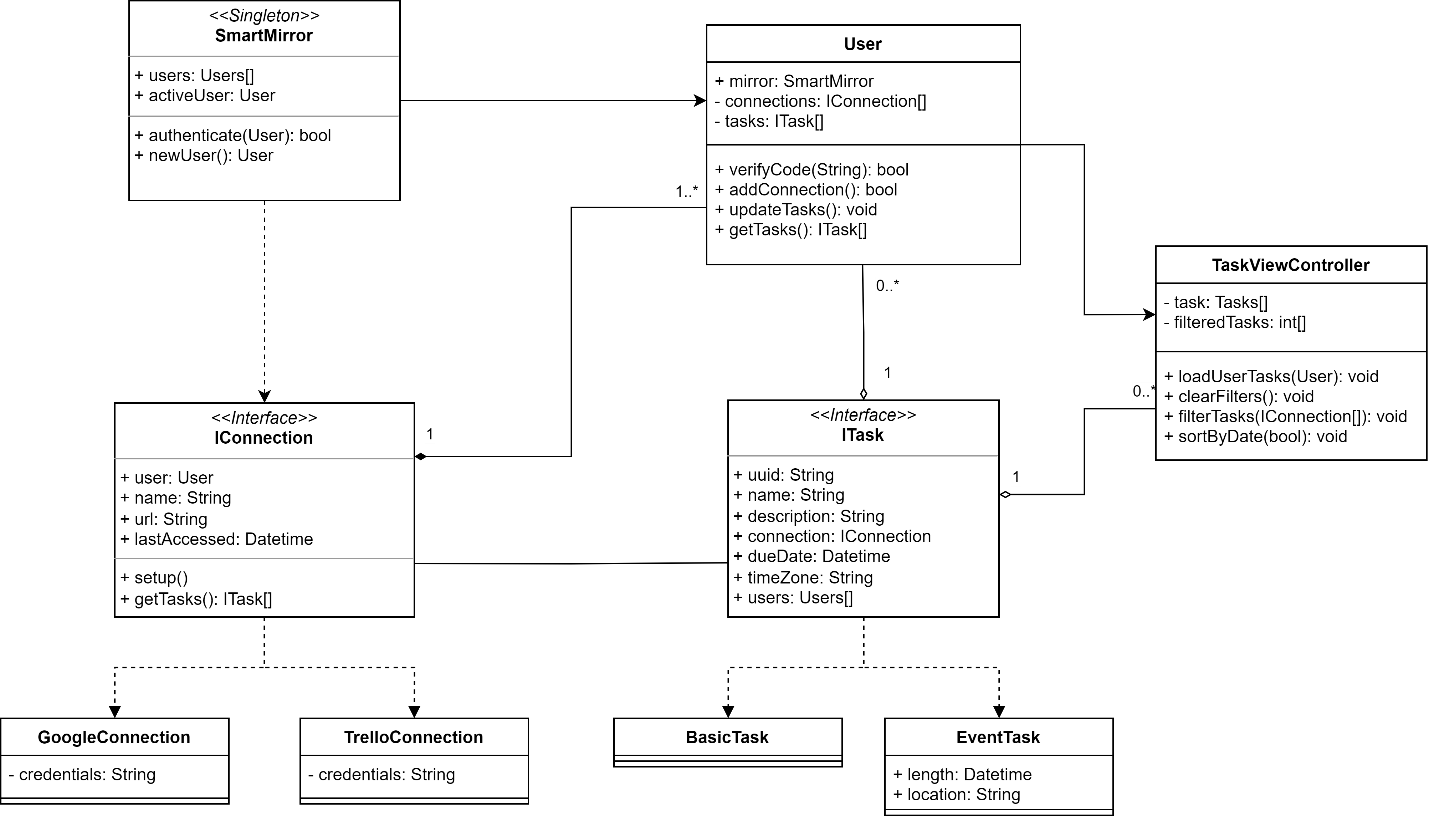 <<Singleton>>
SmartMirror
+ users: Users[]
+ activeUser: User
+ authenticate(User): bool
+ newUser(): User
User
+ mirror: SmartMirror
- connections: IConnection[]
- tasks: ITask[]
+ verifyCode(String): bool
+ addConnection(): bool
+ updateTasks(): void
+ getTasks(): ITask[]
1..*
0..*
1
TaskViewController
- task: Tasks[]
- filteredTasks: int[]
+ loadUserTasks(User): void
+ clearFilters(): void
+ filterTasks(IConnection[]): void
+ sortByDate(bool): void
0..*
1
<<Interface>>
IConnection
+ user: User
+ name: String
+ url: String
+ lastAccessed: Datetime
+ setup()
+ getTasks(): ITask[]
1
<<Interface>>
ITask
+ uuid: String
+ name: String
+ description: String
+ connection: IConnection
+ dueDate: Datetime
+ timeZone: String
+ users: Users[]
GoogleConnection
- credentials: String
TrelloConnection
- credentials: String
BasicTask
EventTask
+ length: Datetime
+ location: String